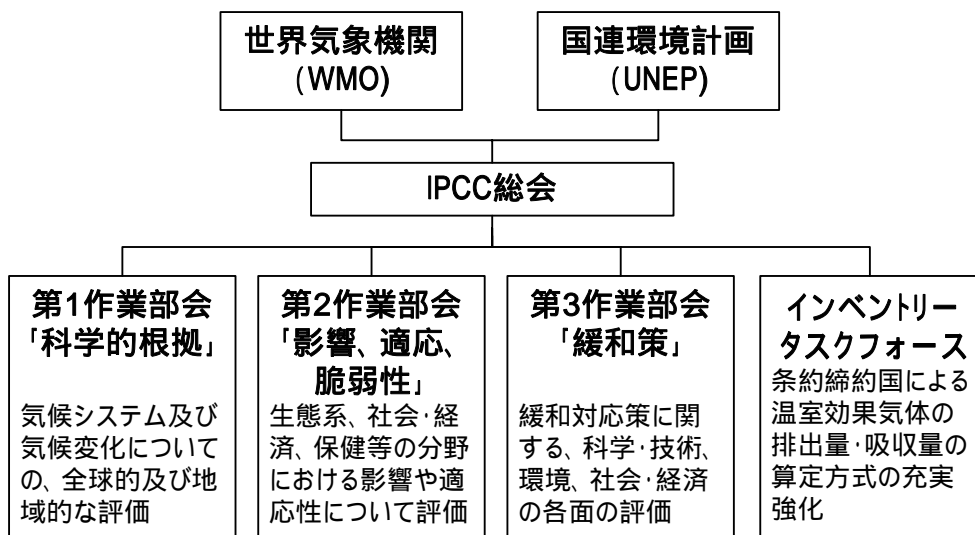 世界気象機関
(WMO)
国連環境計画
(UNEP)
IPCC総会
第1作業部会
「科学的根拠」
気候システム及び
気候変化について
の、全球的及び地
域的な評価
第2作業部会
「影響、適応、
脆弱性」
生態系、社会・経
済、保健等の分野
における影響や適
応性について評価
第3作業部会
「緩和策」
緩和対応策に関
する、科学・技術、
環境、社会・経済
の各面の評価
インベントリー
タスクフォース
条約締約国による
温室効果気体の
排出量・吸収量の
算定方式の充実
強化